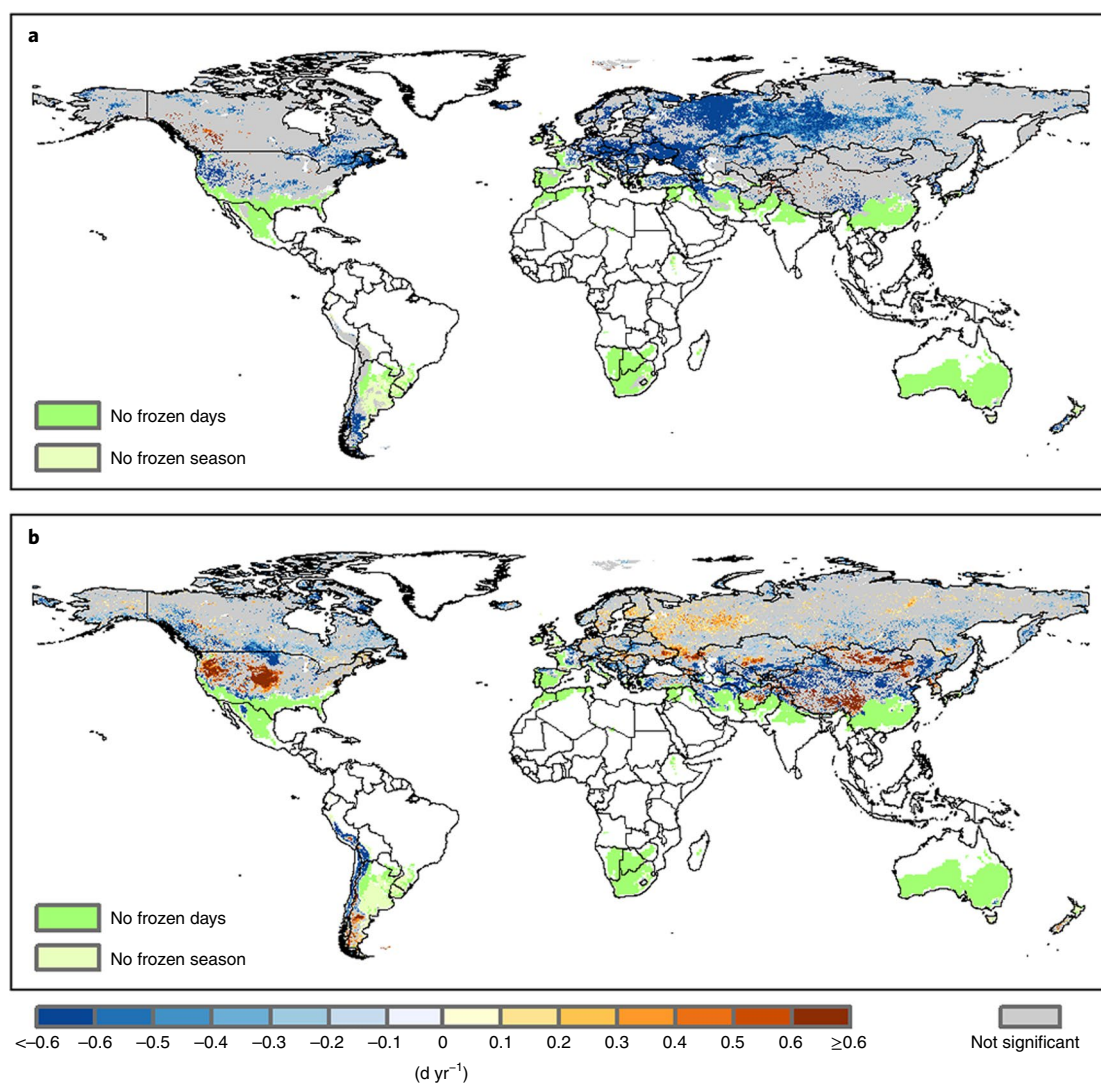 a
No frozen days
No frozen season
b
No frozen days
No frozen season
<–0.6 –0.6 –0.5 –0.4 –0.3 –0.2 –0.1 0 0.1 0.2 0.3 0.4 0.5 0.6 ≥0.6 Not significant
(d yr⁻¹)